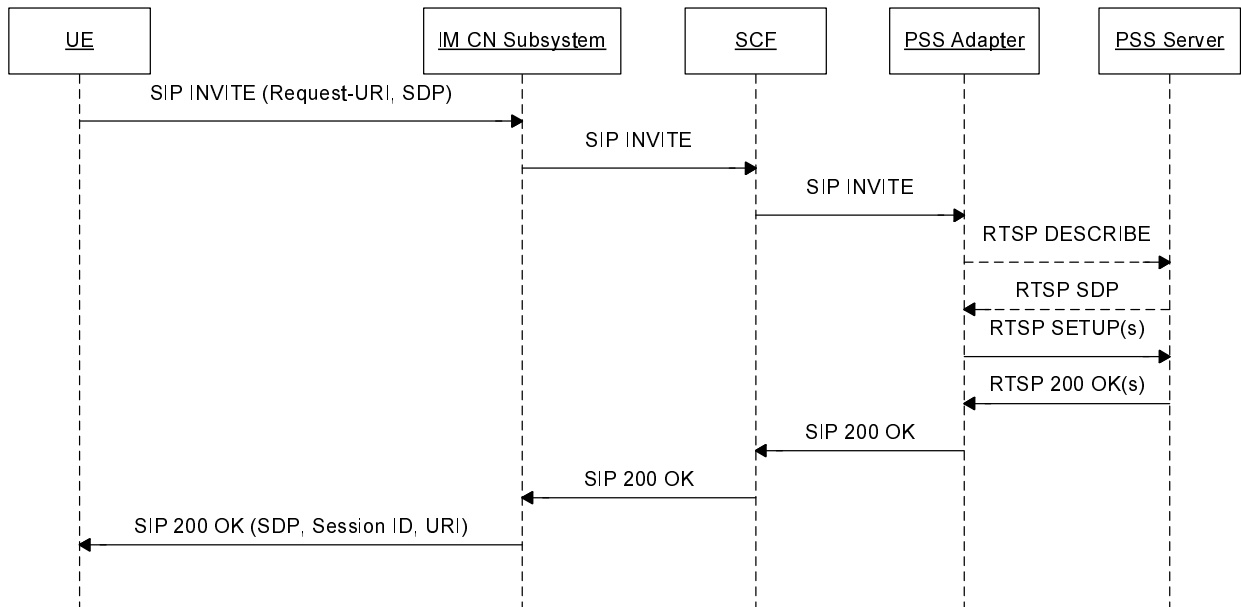 UE
IM CN Subsystem
SCF
PSS Adapter
PSS Server
SIP INVITE (Request-URI, SDP)
SIP INVITE
SIP INVITE
RTSP DESCRIBE
RTSP SDP
RTSP SETUP(s)
RTSP 200 OK(s)
SIP 200 OK
SIP 200 OK
SIP 200 OK (SDP, Session ID, URI)